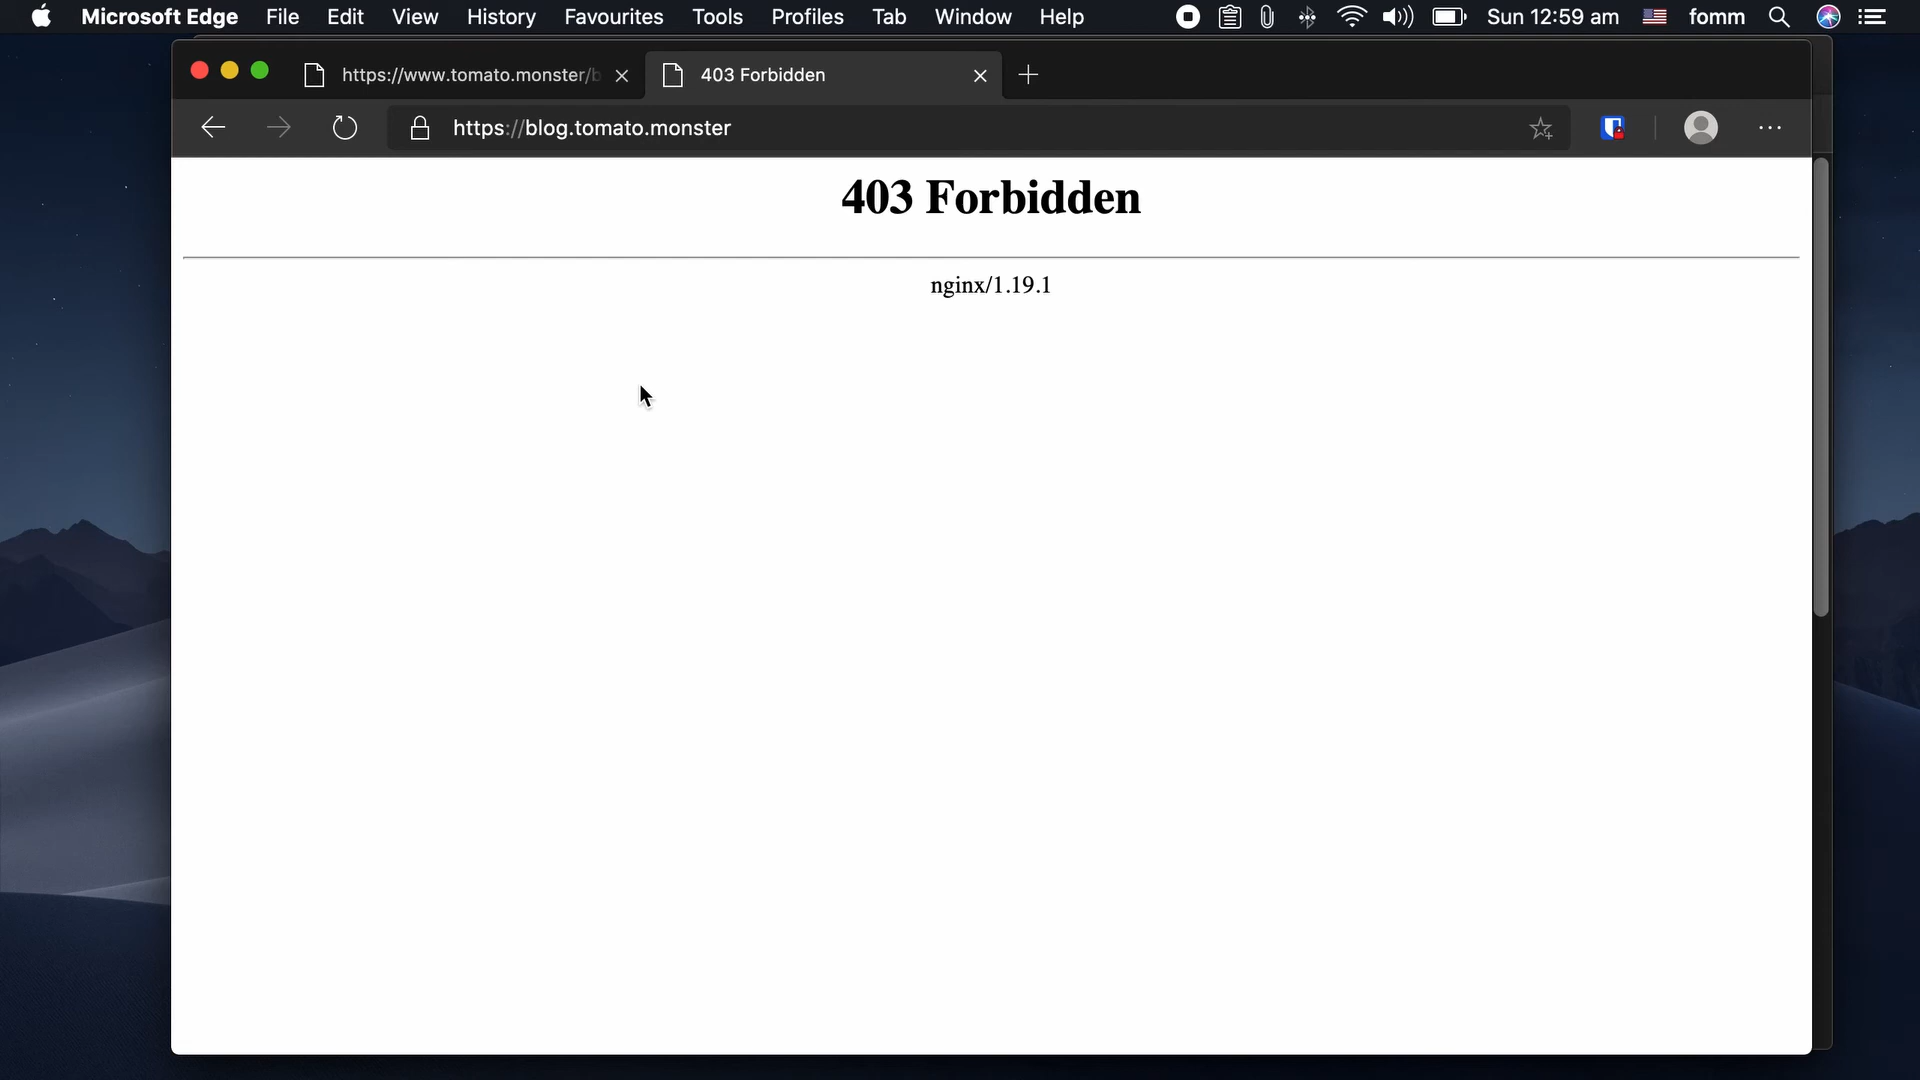 Microsoft Edge File Edit View History Favourites Tools Profiles Tab Window Help Sun 12:59 am fomm
https://www.tomato.monster/b 403 Forbidden
https://blog.tomato.monster
403 Forbidden
nginx/1.19.1